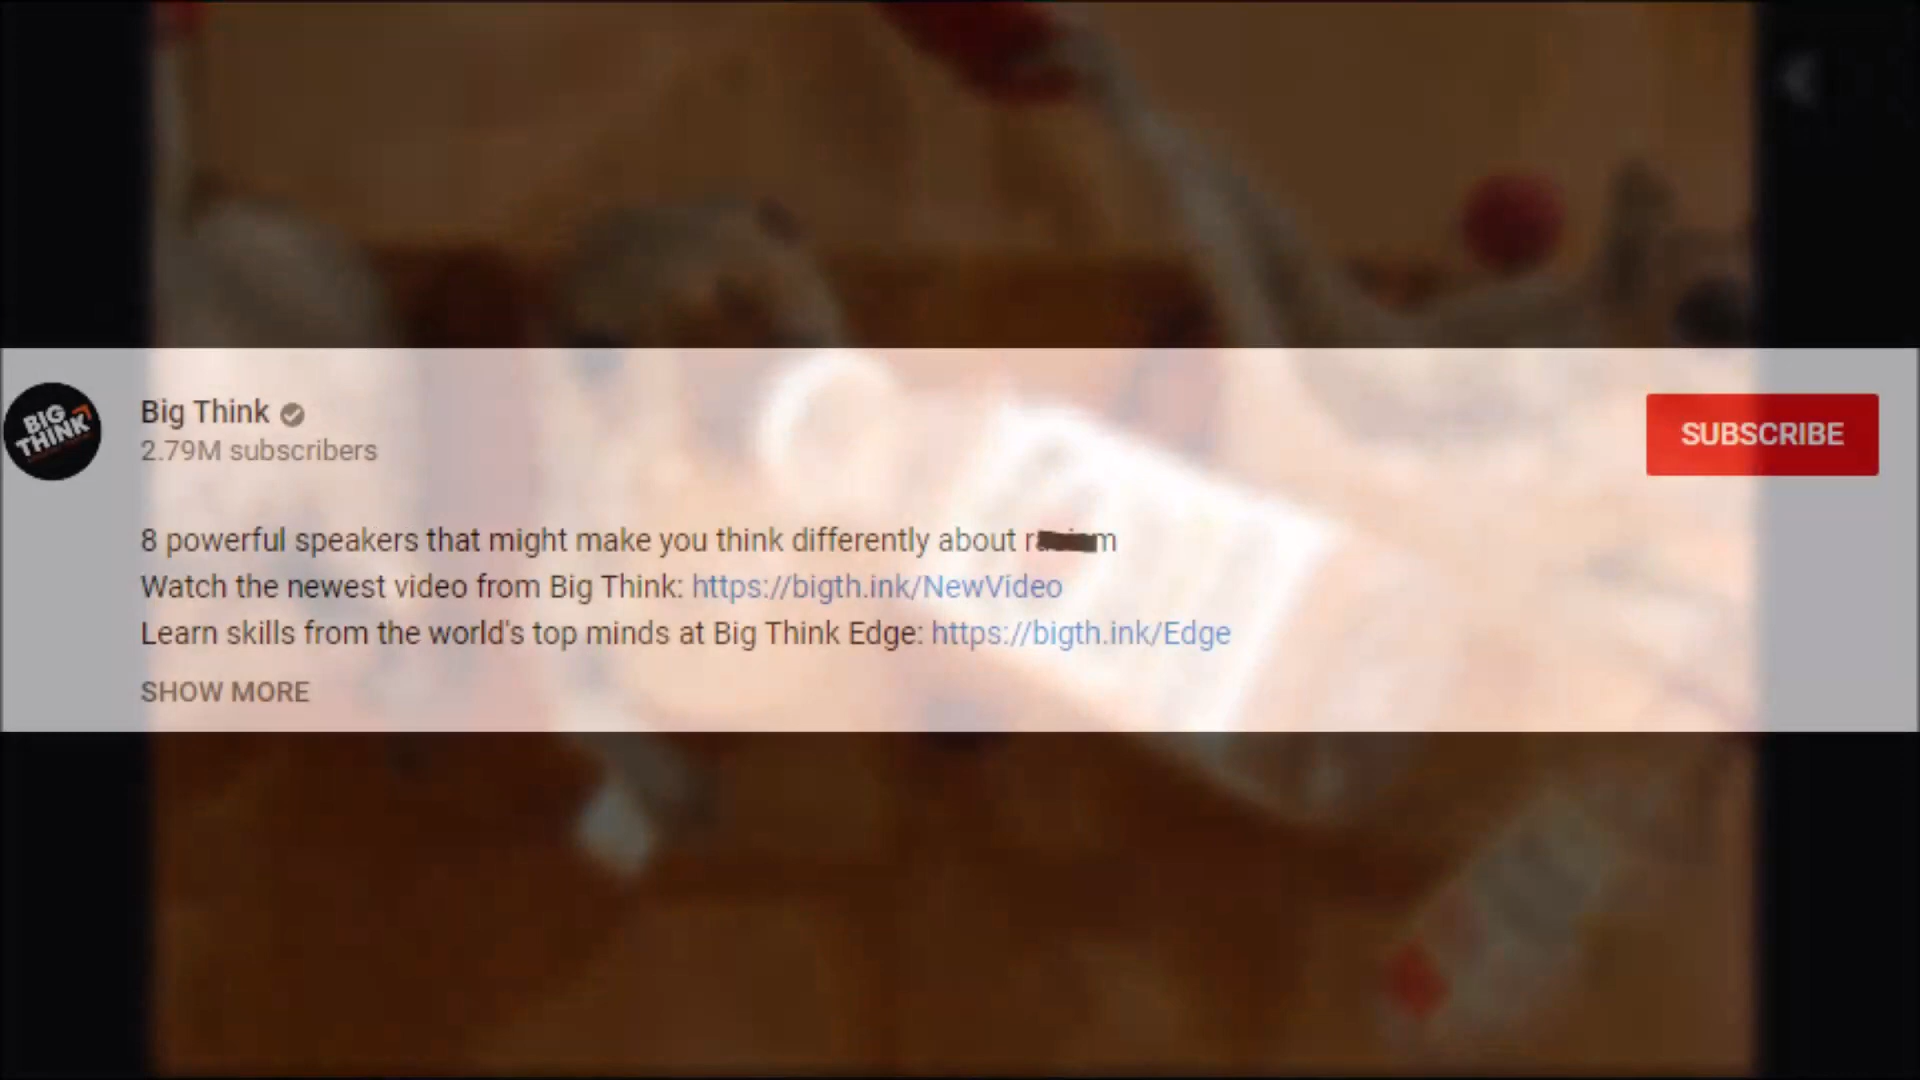 BIG
THINK
Big Think
2.79M subscribers
SUBSCRIBE
8 powerful speakers that might make you think differently about
Watch the newest video from Big Think: https://bigth.ink/NewVideo
Learn skills from the world's top minds at Big Think Edge: https://bigth.ink/Edge
SHOW MORE